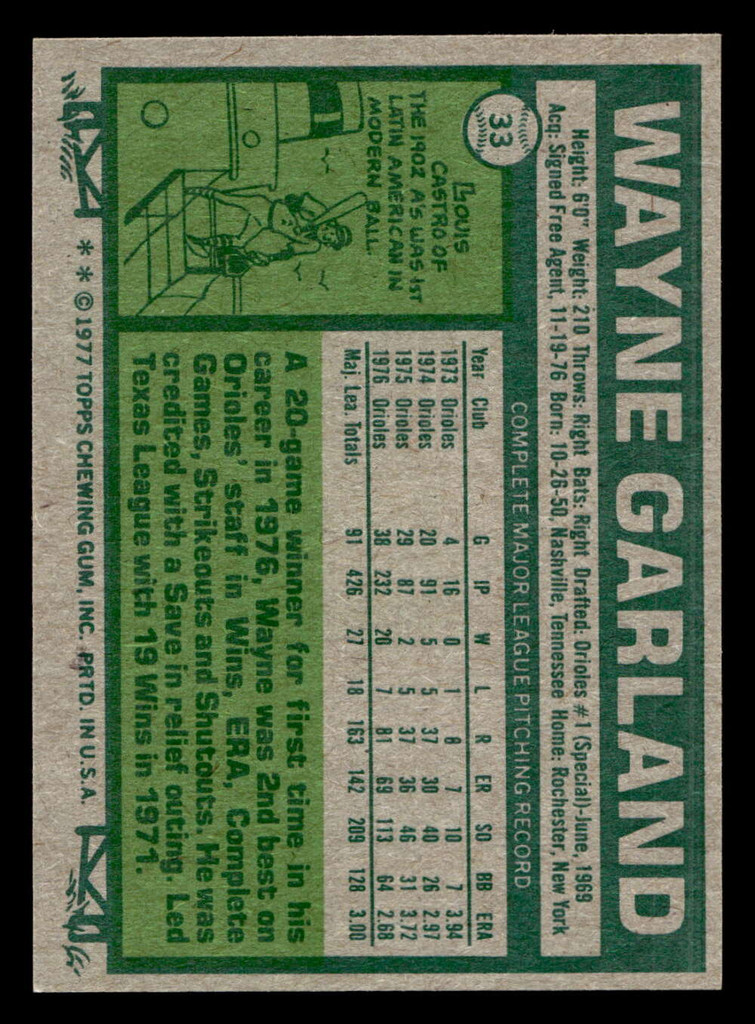 WAYNE GARLAND
Height: 6'0" Weight: 210 Throws: Right Bats: Right Drafted: Orioles #1 (Special)-June, 1969
Acq: Signed Free Agent, 11-19-76 Born: 10-26-50, Nashville, Tennessee Home: Rochester, New York
33
COMPLETE MAJOR LEAGUE PITCHING RECORD
Year Club G IP W L R ER SO BB ERA
1973 Orioles 4 16 0 1 8 7 10 7 3.94
1974 Orioles 20 91 5 5 37 30 40 26 2.97
1975 Orioles 29 87 2 5 37 36 46 31 3.72
1976 Orioles 38 232 20 7 81 69 113 64 2.68
Maj. Lea. Totals 91 426 27 18 163 142 209 128 3.00
LOUIS
CASTRO OF
THE 1902 A'S WAS 1ST
LATIN AMERICAN IN
MODERN BALL.
A 20-game winner for first time in his
career in 1976, Wayne was 2nd best on
Orioles' staff in Wins, ERA, Complete
Games, Strikeouts and Shutouts. He was
credited with a Save in relief outing. Led
Texas League with 19 Wins in 1971.
* * © 1977 TOPPS CHEWING GUM, INC. PRTD. IN U.S.A.